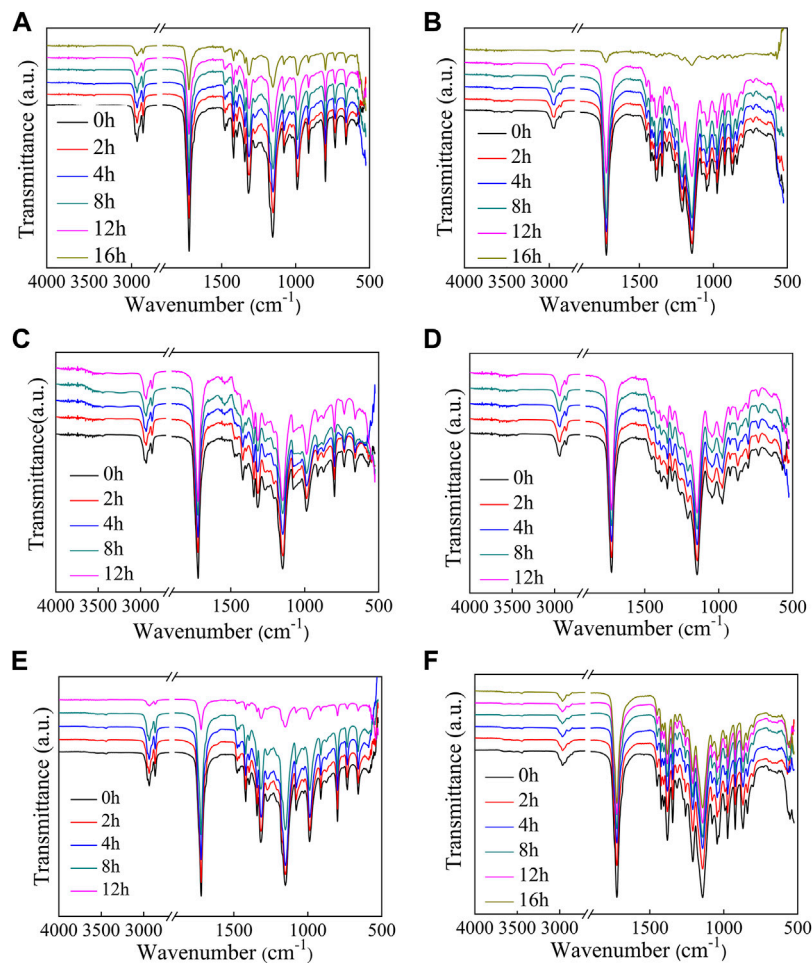 A
Transmittance (a.u.)
0h
2h
4h
8h
12h
16h
4000 3500 3000 1500 1000 500
Wavenumber (cm-1)
B
Transmittance (a.u.)
0h
2h
4h
8h
12h
16h
4000 3500 3000 1500 1000 500
Wavenumber (cm-1)
C
Transmittance(a.u.)
0h
2h
4h
8h
12h
4000 3500 3000 1500 1000 500
Wavenumber (cm-1)
D
Transmittance (a.u.)
0h
2h
4h
8h
12h
4000 3500 3000 1500 1000 500
Wavenumber (cm-1)
E
Transmittance (a.u.)
0h
2h
4h
8h
12h
4000 3500 3000 1500 1000 500
Wavenumber (cm-1)
F
Transmittance (a.u.)
0h
2h
4h
8h
12h
16h
4000 3500 3000 1500 1000 500
Wavenumber (cm-1)